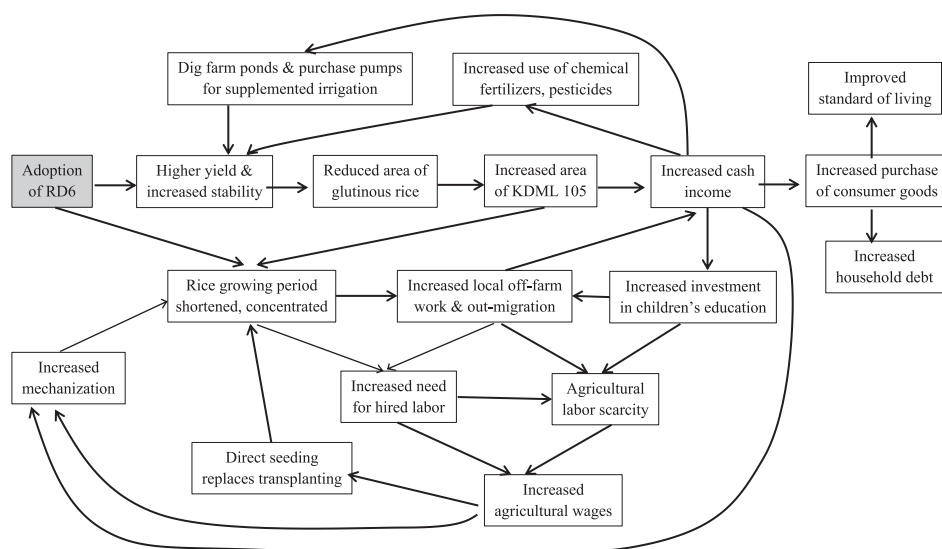 Dig farm ponds & purchase pumps
for supplemented irrigation
Increased use of chemical
fertilizers, pesticides
Improved
standard of living
Adoption
of RD6
Higher yield &
increased stability
Reduced area of
glutinous rice
Increased area
of KDML 105
Increased cash
income
Increased purchase
of consumer goods
Increased
household debt
Rice growing period
shortened, concentrated
Increased local off-farm
work & out-migration
Increased investment
in children's education
Increased
mechanization
Increased need
for hired labor
Agricultural
labor scarcity
Direct seeding
replaces transplanting
Increased
agricultural wages